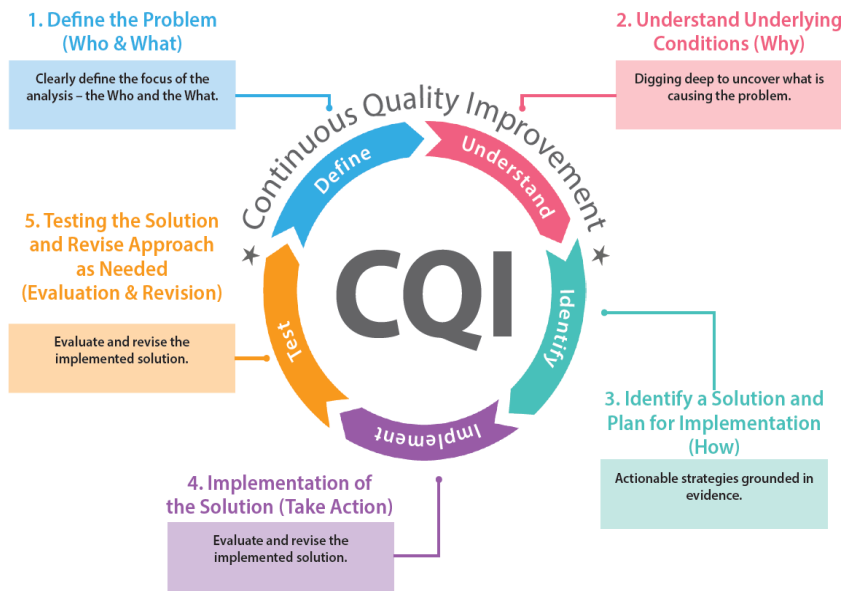 1. Define the Problem
(Who & What)
Clearly define the focus of the
analysis – the Who and the What.
2. Understand Underlying
Conditions (Why)
Digging deep to uncover what is
causing the problem.
Continuous Quality Improvement
Define
Understand
Identify
Implement
Test
CQI
5. Testing the Solution
and Revise Approach
as Needed
(Evaluation & Revision)
Evaluate and revise the
implemented solution.
3. Identify a Solution and
Plan for Implementation
(How)
Actionable strategies grounded in
evidence.
4. Implementation of
the Solution (Take Action)
Evaluate and revise the
implemented solution.